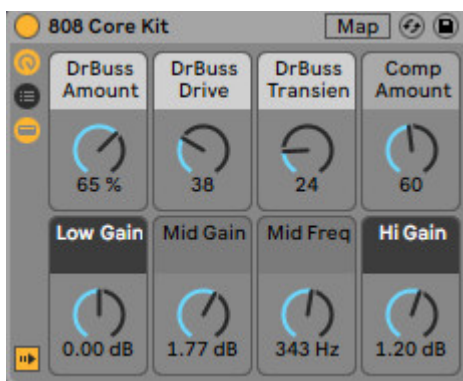 808 Core Kit Map
DrBuss DrBuss DrBuss Comp
Amount Drive Transien Amount
65 % 38 24 60
Low Gain Mid Gain Mid Freq Hi Gain
0.00 dB 1.77 dB 343 Hz 1.20 dB